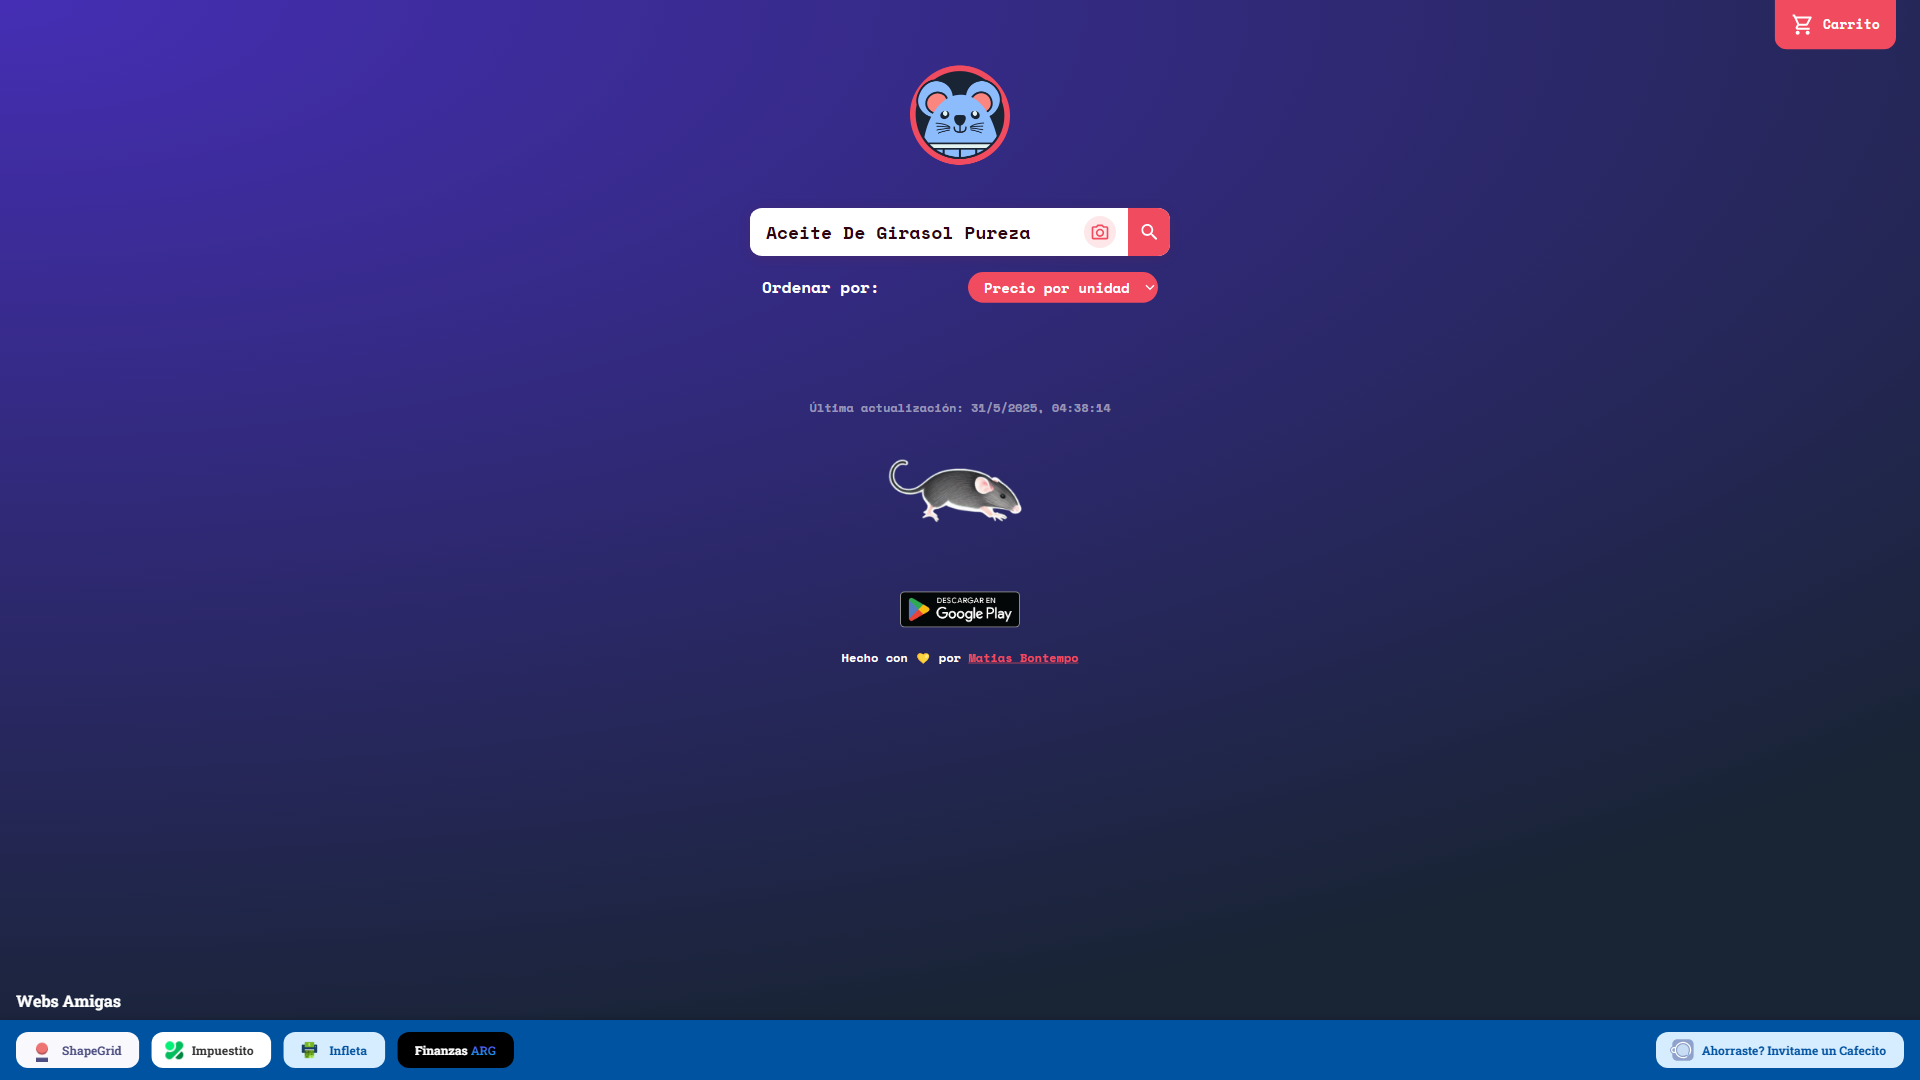 Carrito
Aceite De Girasol Pureza
Ordenar por:
Precio por unidad
Última actualización: 31/5/2025, 04:38:14
DESCARGAR EN
Google Play
Hecho con 💛 por Matias Bontempo
Webs Amigas
ShapeGrid
Impuestito
Infleta
Finanzas ARG
Ahorraste? Invitame un Cafecito